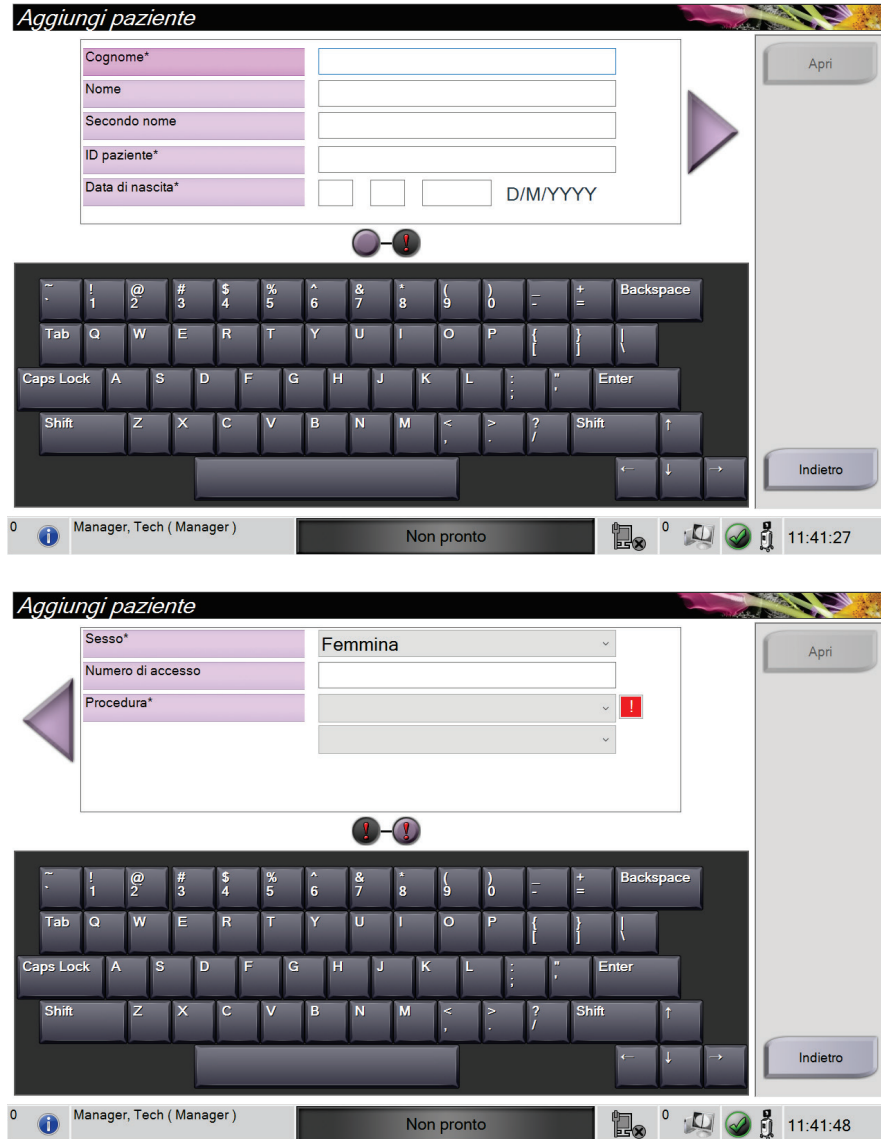 Aggiungi paziente
Cognome*
Apri
Nome
Secondo nome
ID paziente*
Data di nascita* D/M/YYYY
~ ! @ # $ % ^ & * ( ) _ + Backspace
` 1 2 3 4 5 6 7 8 9 0 - =
Tab Q W E R T Y U I O P { } |
[ ] \
Caps Lock A S D F G H J K L : " Enter
; '
Shift Z X C V B N M < > ? Shift ↑
, . /
← ↓ →
Indietro
0 Manager, Tech ( Manager ) Non pronto 0 11:41:27
Aggiungi paziente
Sesso* Femmina
Apri
Numero di accesso
Procedura* !
~ ! @ # $ % ^ & * ( ) _ + Backspace
` 1 2 3 4 5 6 7 8 9 0 - =
Tab Q W E R T Y U I O P { } |
[ ] \
Caps Lock A S D F G H J K L : " Enter
; '
Shift Z X C V B N M < > ? Shift ↑
, . /
← ↓ →
Indietro
0 Manager, Tech ( Manager ) Non pronto 0 11:41:48